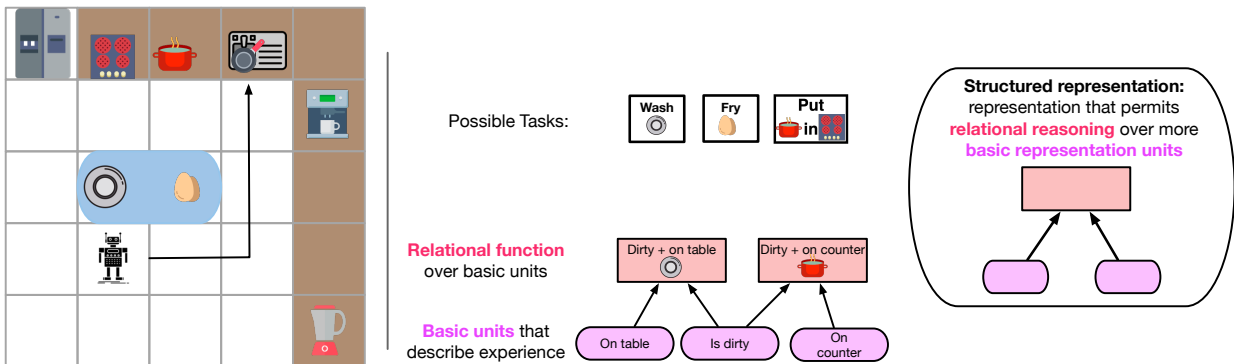 Possible Tasks:
Wash
Fry
Put
in
Relational function
over basic units
Dirty + on table
Dirty + on counter
Basic units that
describe experience
On table
Is dirty
On
counter
Structured representation:
representation that permits
relational reasoning over more
basic representation units